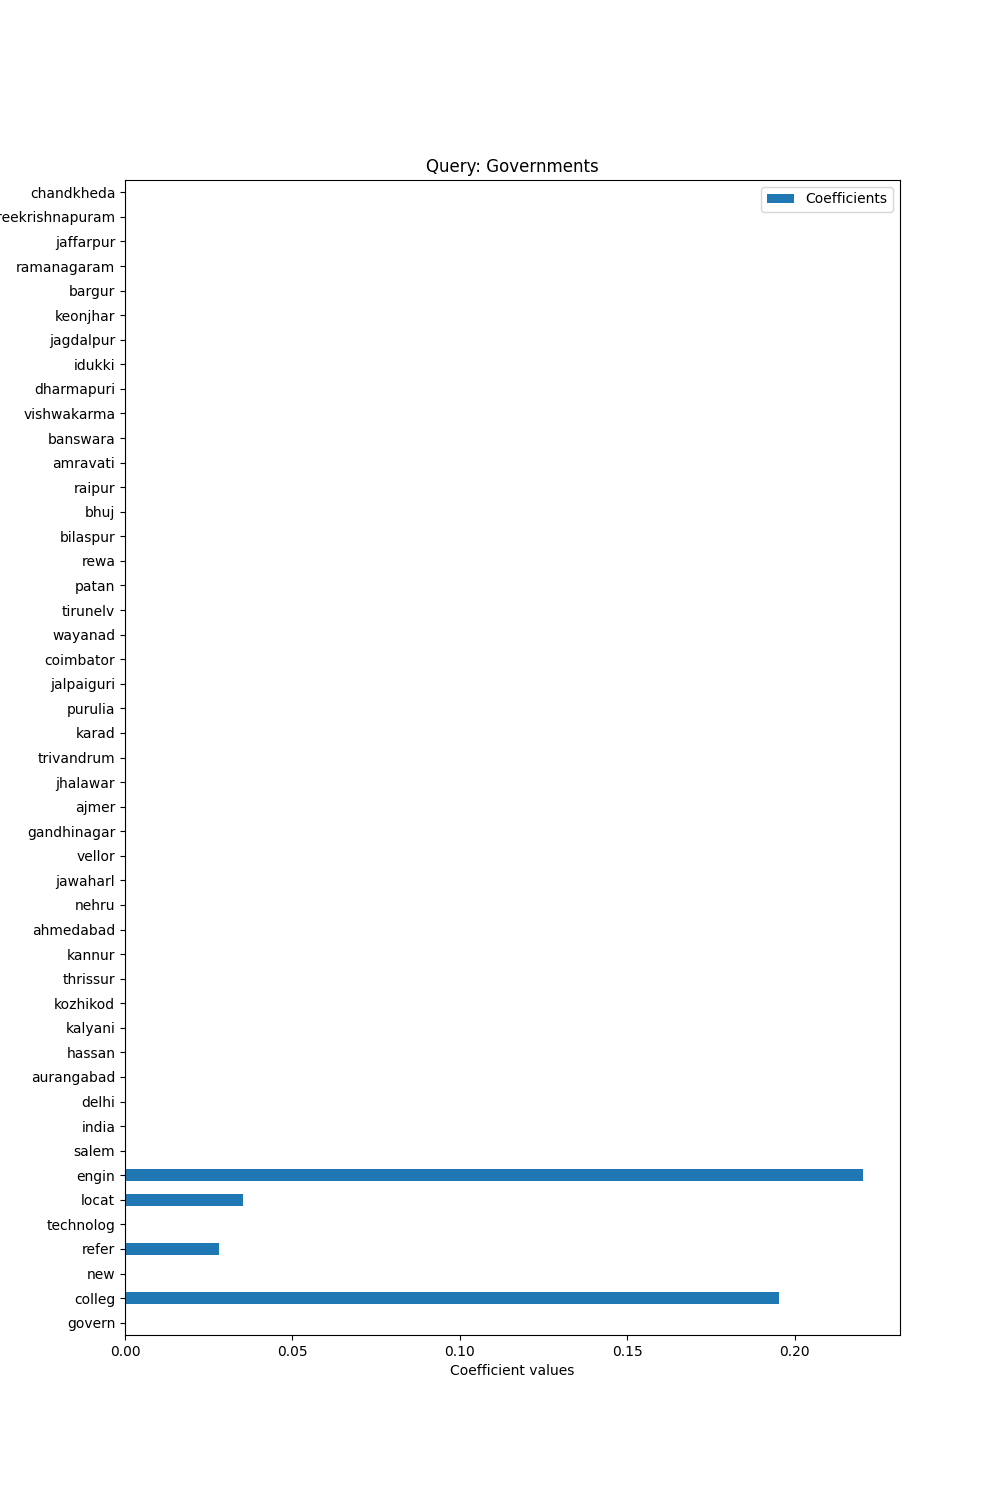 Query: Governments
Coefficients
chandkheda
reekrishnapuram
jaffarpur
ramanagaram
bargur
keonjhar
jagdalpur
idukki
dharmapuri
vishwakarma
banswara
amravati
raipur
bhuj
bilaspur
rewa
patan
tirunelv
wayanad
coimbator
jalpaiguri
purulia
karad
trivandrum
jhalawar
ajmer
gandhinagar
vellor
jawaharl
nehru
ahmedabad
kannur
thrissur
kozhikod
kalyani
hassan
aurangabad
delhi
india
salem
engin
locat
technolog
refer
new
colleg
govern
0.00 0.05 0.10 0.15 0.20
Coefficient values